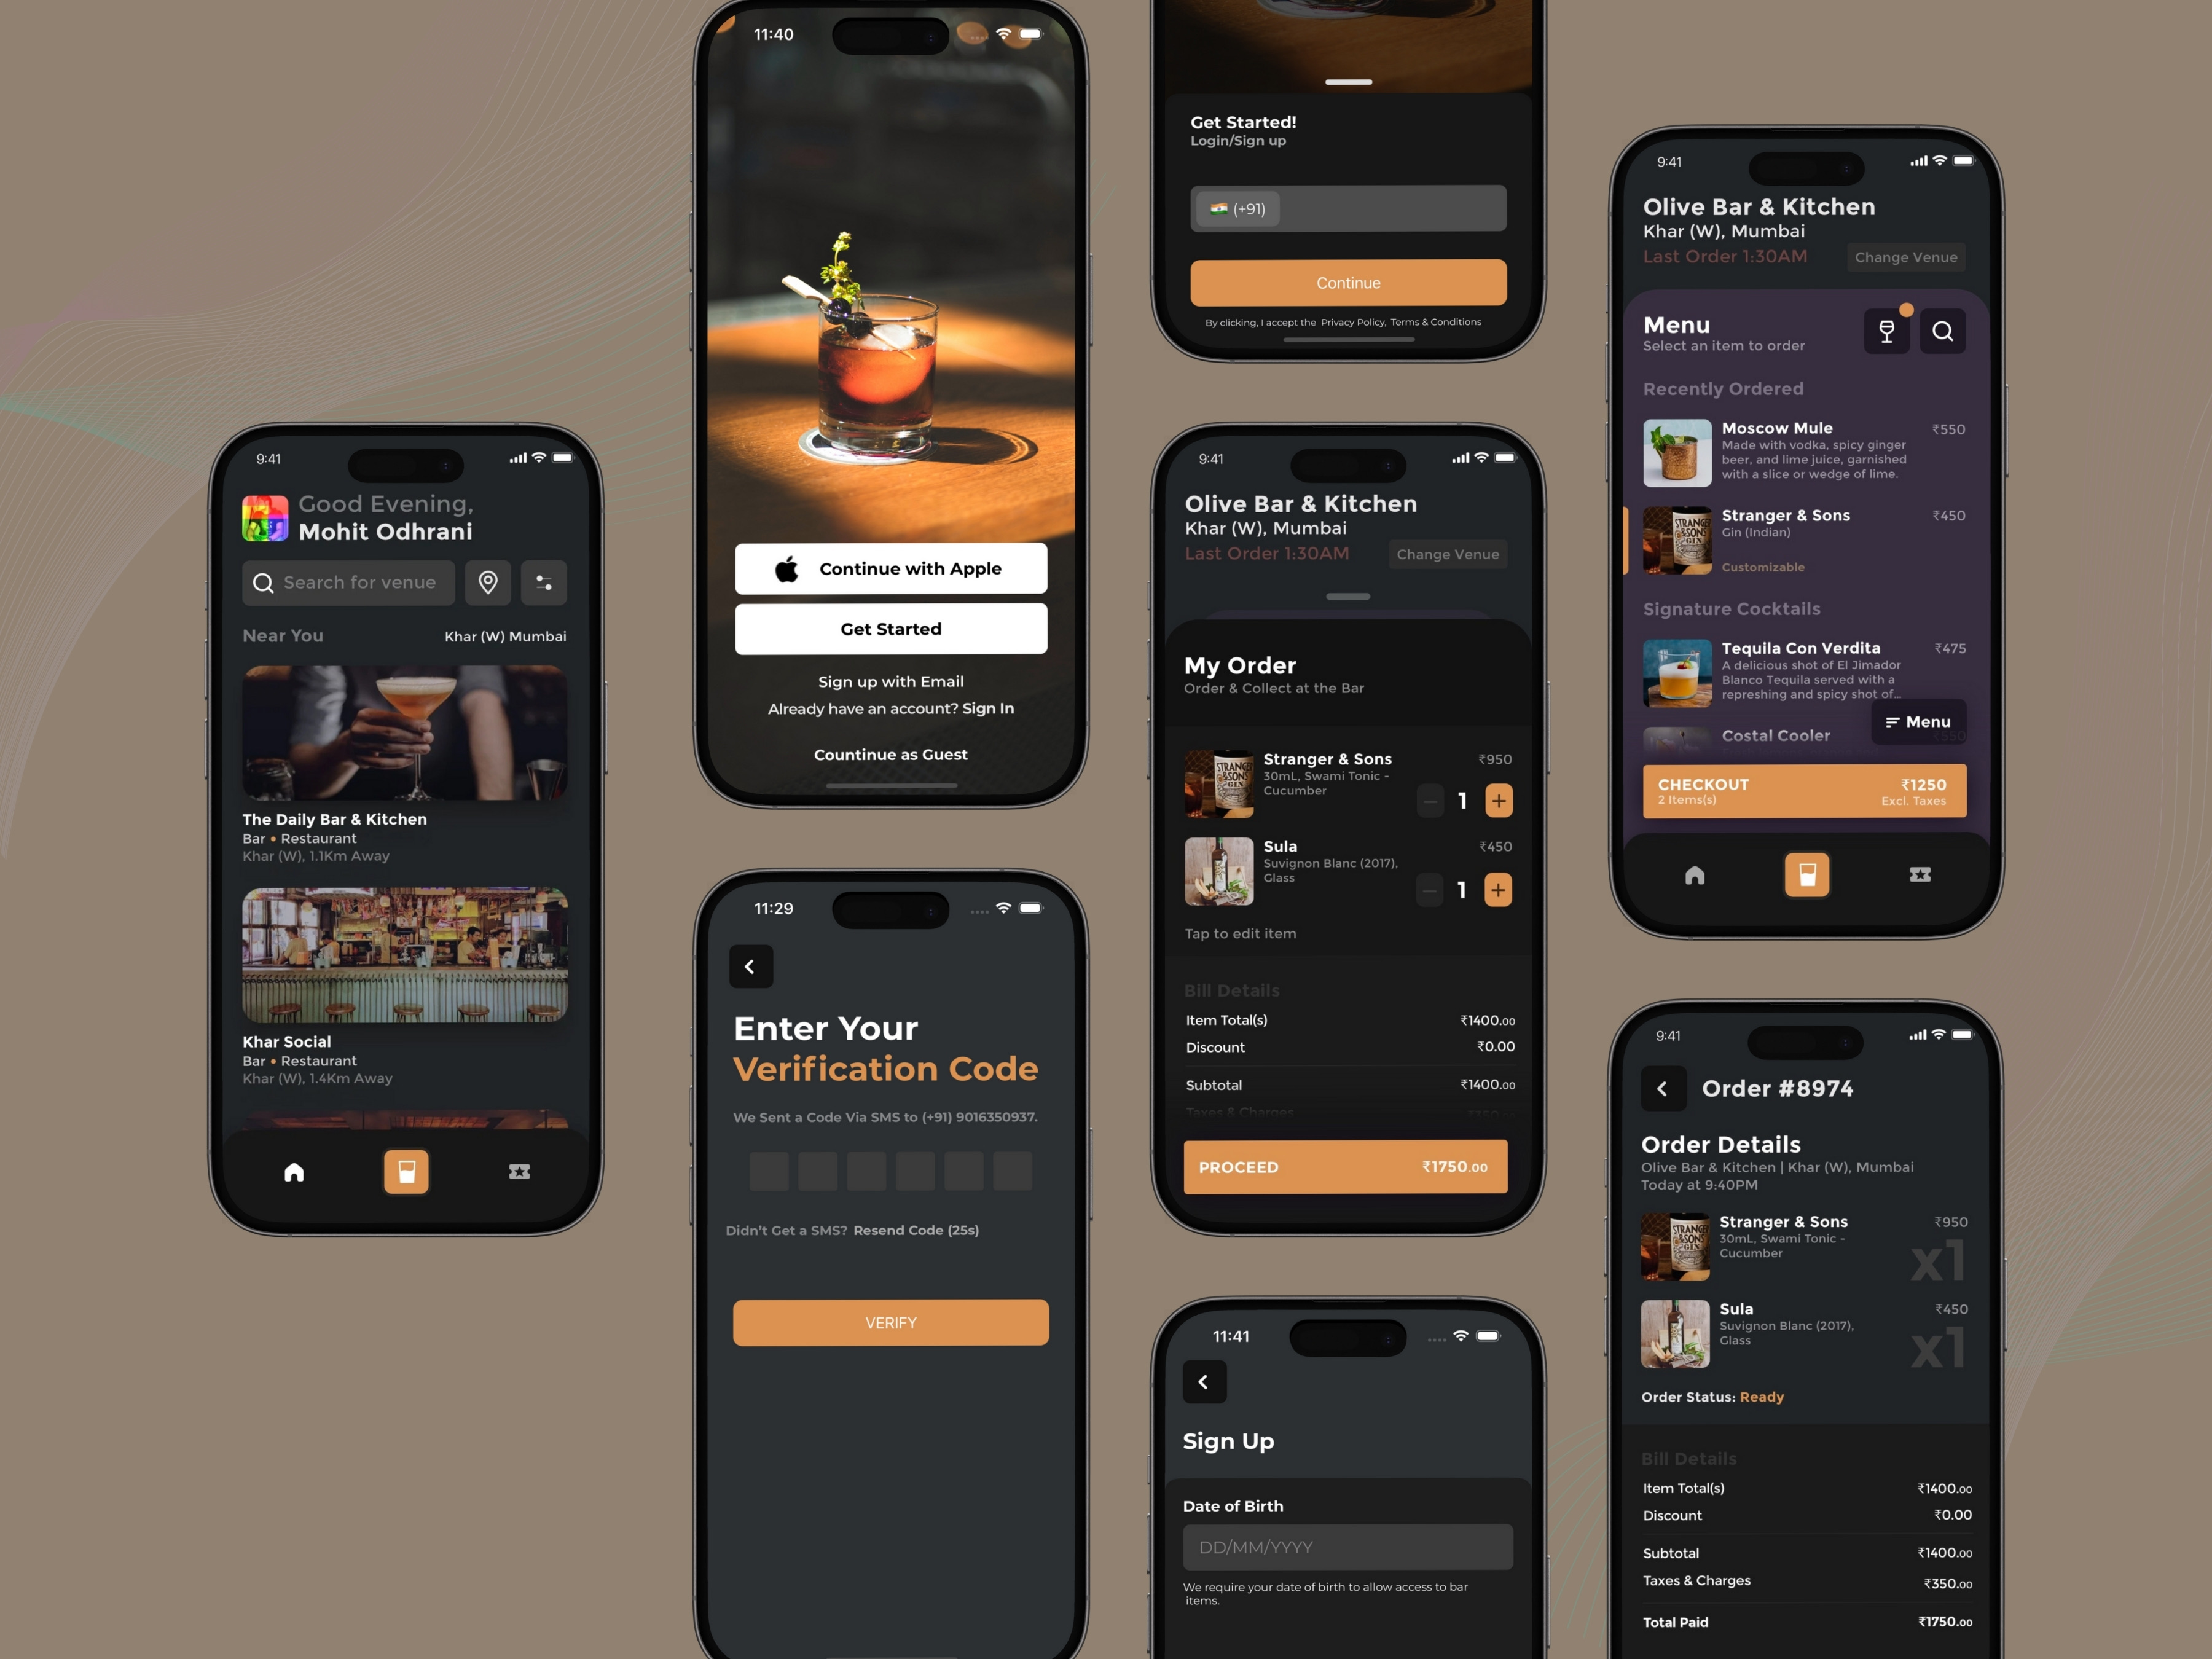 9:41
Good Evening,
Mohit Odhrani
Search for venue
Near You
Khar (W) Mumbai
The Daily Bar & Kitchen
Bar • Restaurant
Khar (W), 1.1Km Away
Khar Social
Bar • Restaurant
Khar (W), 1.4Km Away
11:40
Continue with Apple
Get Started
Sign up with Email
Already have an account? Sign In
Countinue as Guest
11:29
Enter Your
Verification Code
We Sent a Code Via SMS to (+91) 9016350937.
Didn't Get a SMS? Resend Code (25s)
VERIFY
Get Started!
Login/Sign up
(+91)
Continue
By clicking, I accept the Privacy Policy, Terms & Conditions
9:41
Olive Bar & Kitchen
Khar (W), Mumbai
Last Order 1:30AM
Change Venue
My Order
Order & Collect at the Bar
STRANGER
&SONS
GIN
Stranger & Sons
₹950
30mL, Swami Tonic -
Cucumber
1
Sula
₹450
Suvignon Blanc (2017),
Glass
1
Tap to edit item
Bill Details
Item Total(s)
₹1400.00
Discount
₹0.00
Subtotal
₹1400.00
Taxes & Charges
₹350.00
PROCEED
₹1750.00
11:41
Sign Up
Date of Birth
DD/MM/YYYY
We require your date of birth to allow access to bar
items.
9:41
Olive Bar & Kitchen
Khar (W), Mumbai
Last Order 1:30AM
Change Venue
Menu
Select an item to order
Recently Ordered
Moscow Mule
₹550
Made with vodka, spicy ginger
beer, and lime juice, garnished
with a slice or wedge of lime.
STRANGER
&SONS
GIN
Stranger & Sons
₹450
Gin (Indian)
Customizable
Signature Cocktails
Tequila Con Verdita
₹475
A delicious shot of El Jimador
Blanco Tequila served with a
represhing and spicy shot of...
Menu
Costal Cooler
₹550
CHECKOUT
₹1250
2 Items(s)
Excl. Taxes
9:41
Order #8974
Order Details
Olive Bar & Kitchen | Khar (W), Mumbai
Today at 9:40PM
STRANGER
&SONS
GIN
Stranger & Sons
₹950
30mL, Swami Tonic -
Cucumber
x1
Sula
₹450
Suvignon Blanc (2017),
Glass
x1
Order Status: Ready
Bill Details
Item Total(s)
₹1400.00
Discount
₹0.00
Subtotal
₹1400.00
Taxes & Charges
₹350.00
Total Paid
₹1750.00